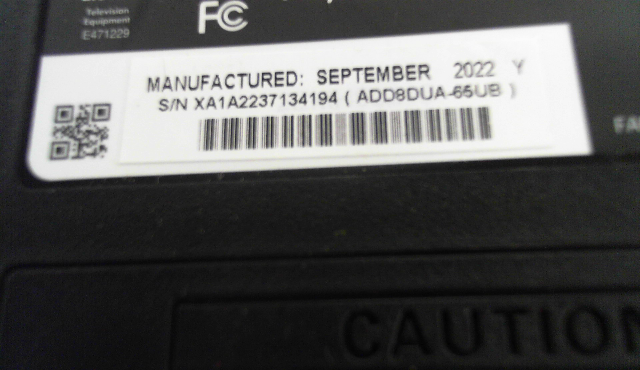 Television
Equipment
E471229
FC
MANUFACTURED: SEPTEMBER 2022 Y
S/N XA1A2237134194 ( ADD8DUA-65UB )
CAUTION